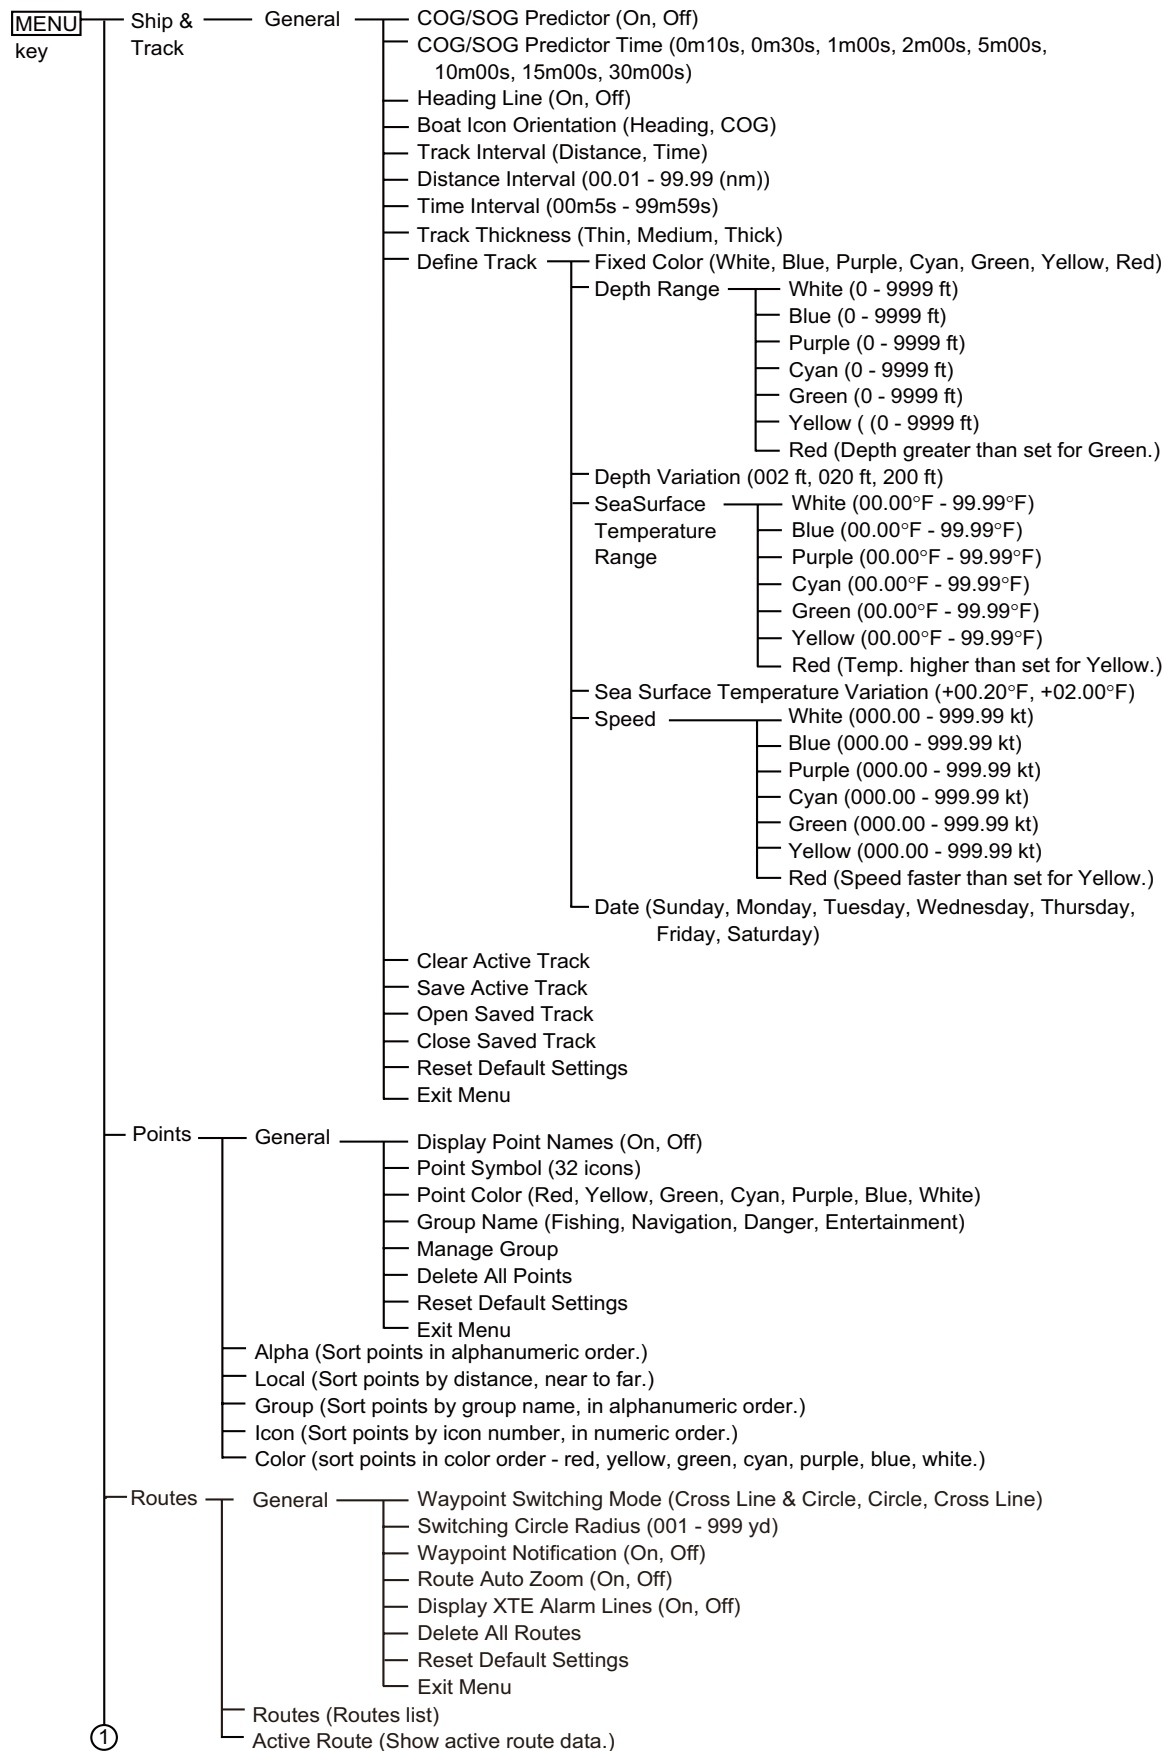 MENU key
Ship & Track
General
COG/SOG Predictor (On, Off)
COG/SOG Predictor Time (0m10s, 0m30s, 1m00s, 2m00s, 5m00s,
10m00s, 15m00s, 30m00s)
Heading Line (On, Off)
Boat Icon Orientation (Heading, COG)
Track Interval (Distance, Time)
Distance Interval (00.01 - 99.99 (nm))
Time Interval (00m5s - 99m59s)
Track Thickness (Thin, Medium, Thick)
Define Track
Fixed Color (White, Blue, Purple, Cyan, Green, Yellow, Red)
Depth Range
White (0 - 9999 ft)
Blue (0 - 9999 ft)
Purple (0 - 9999 ft)
Cyan (0 - 9999 ft)
Green (0 - 9999 ft)
Yellow ( (0 - 9999 ft)
Red (Depth greater than set for Green.)
Depth Variation (002 ft, 020 ft, 200 ft)
SeaSurface
Temperature
Range
White (00.00°F - 99.99°F)
Blue (00.00°F - 99.99°F)
Purple (00.00°F - 99.99°F)
Cyan (00.00°F - 99.99°F)
Green (00.00°F - 99.99°F)
Yellow (00.00°F - 99.99°F)
Red (Temp. higher than set for Yellow.)
Sea Surface Temperature Variation (+00.20°F, +02.00°F)
Speed
White (000.00 - 999.99 kt)
Blue (000.00 - 999.99 kt)
Purple (000.00 - 999.99 kt)
Cyan (000.00 - 999.99 kt)
Green (000.00 - 999.99 kt)
Yellow (000.00 - 999.99 kt)
Red (Speed faster than set for Yellow.)
Date (Sunday, Monday, Tuesday, Wednesday, Thursday,
Friday, Saturday)
Clear Active Track
Save Active Track
Open Saved Track
Close Saved Track
Reset Default Settings
Exit Menu
Points
General
Display Point Names (On, Off)
Point Symbol (32 icons)
Point Color (Red, Yellow, Green, Cyan, Purple, Blue, White)
Group Name (Fishing, Navigation, Danger, Entertainment)
Manage Group
Delete All Points
Reset Default Settings
Exit Menu
Alpha (Sort points in alphanumeric order.)
Local (Sort points by distance, near to far.)
Group (Sort points by group name, in alphanumeric order.)
Icon (Sort points by icon number, in numeric order.)
Color (sort points in color order - red, yellow, green, cyan, purple, blue, white.)
Routes
General
Waypoint Switching Mode (Cross Line & Circle, Circle, Cross Line)
Switching Circle Radius (001 - 999 yd)
Waypoint Notification (On, Off)
Route Auto Zoom (On, Off)
Display XTE Alarm Lines (On, Off)
Delete All Routes
Reset Default Settings
Exit Menu
Routes (Routes list)
Active Route (Show active route data.)
1